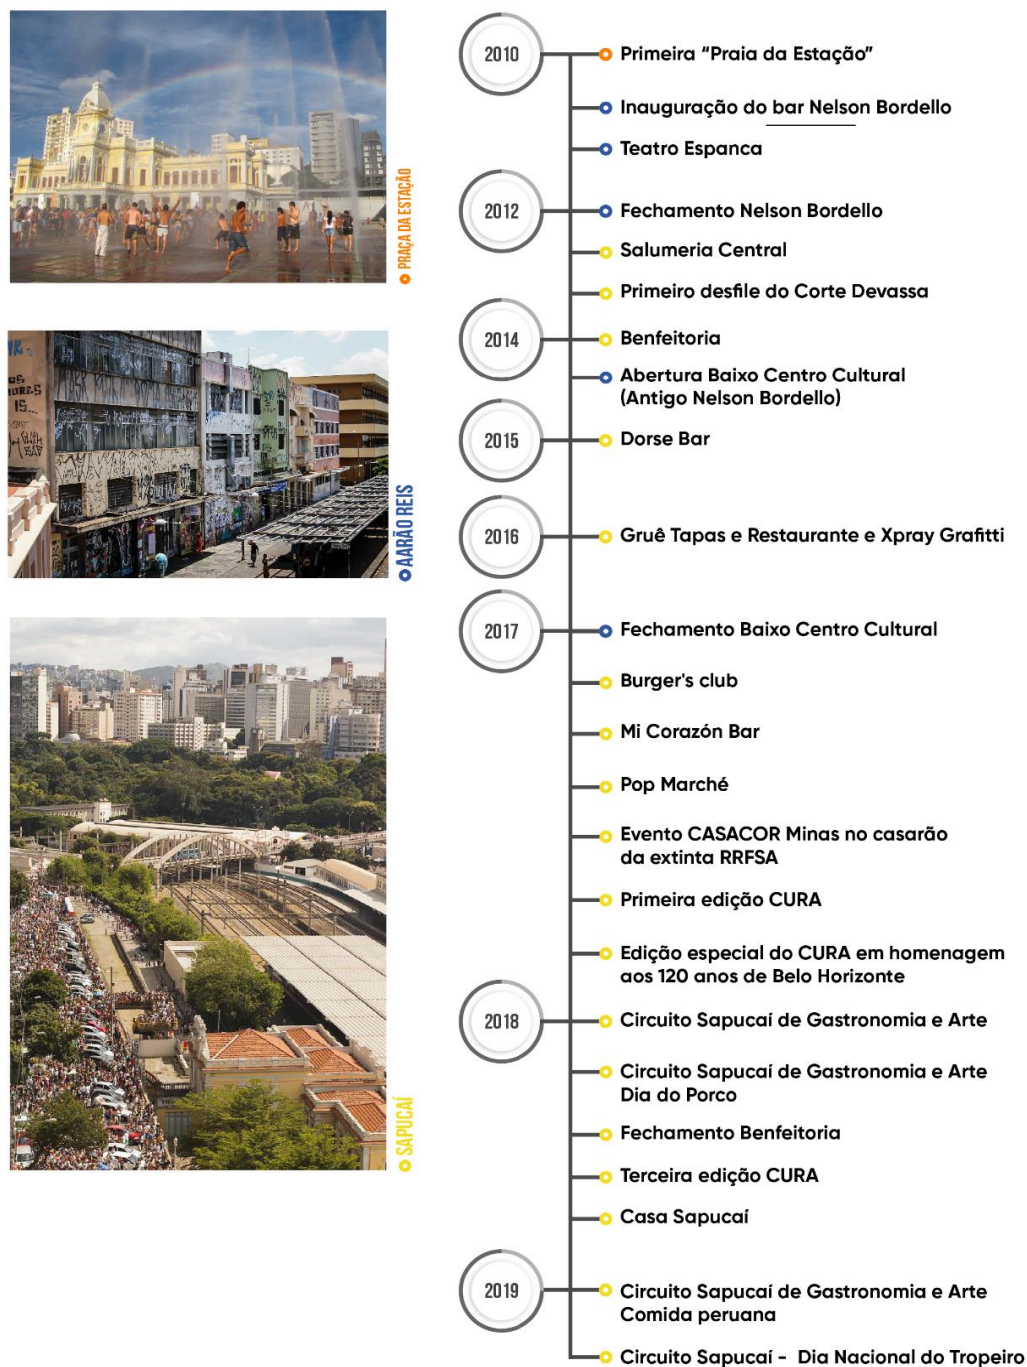 PRAÇA DA ESTAÇÃO
AARÃO REIS
SAPUCAÍ
2010
Primeira “Praia da Estação”
Inauguração do bar Nelson Bordello
Teatro Espanca
2012
Fechamento Nelson Bordello
Salumeria Central
Primeiro desfile do Corte Devassa
2014
Benfeitoria
Abertura Baixo Centro Cultural
(Antigo Nelson Bordello)
2015
Dorse Bar
2016
Gruê Tapas e Restaurante e Xpray Grafitti
2017
Fechamento Baixo Centro Cultural
Burger's club
Mi Corazón Bar
Pop Marché
Evento CASACOR Minas no casarão
da extinta RRFSA
Primeira edição CURA
Edição especial do CURA em homenagem
aos 120 anos de Belo Horizonte
2018
Circuito Sapucaí de Gastronomia e Arte
Circuito Sapucaí de Gastronomia e Arte
Dia do Porco
Fechamento Benfeitoria
Terceira edição CURA
Casa Sapucaí
2019
Circuito Sapucaí de Gastronomia e Arte
Comida peruana
Circuito Sapucaí - Dia Nacional do Tropeiro